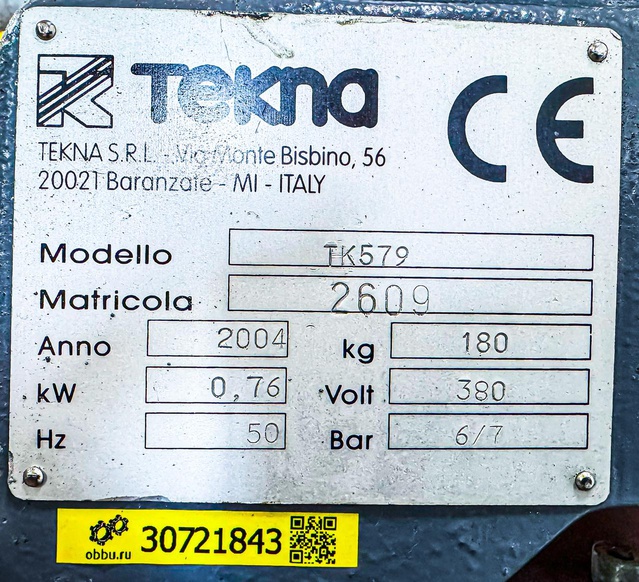 Tekna
CE
TEKNA S.R.L. - Via Monte Bisbino, 56
20021 Baranzate - MI - ITALY
Modello TK579
Matricola 2609
Anno 2004 kg 180
kW 0,76 Volt 380
Hz 50 Bar 6/7
obbu.ru 30721843